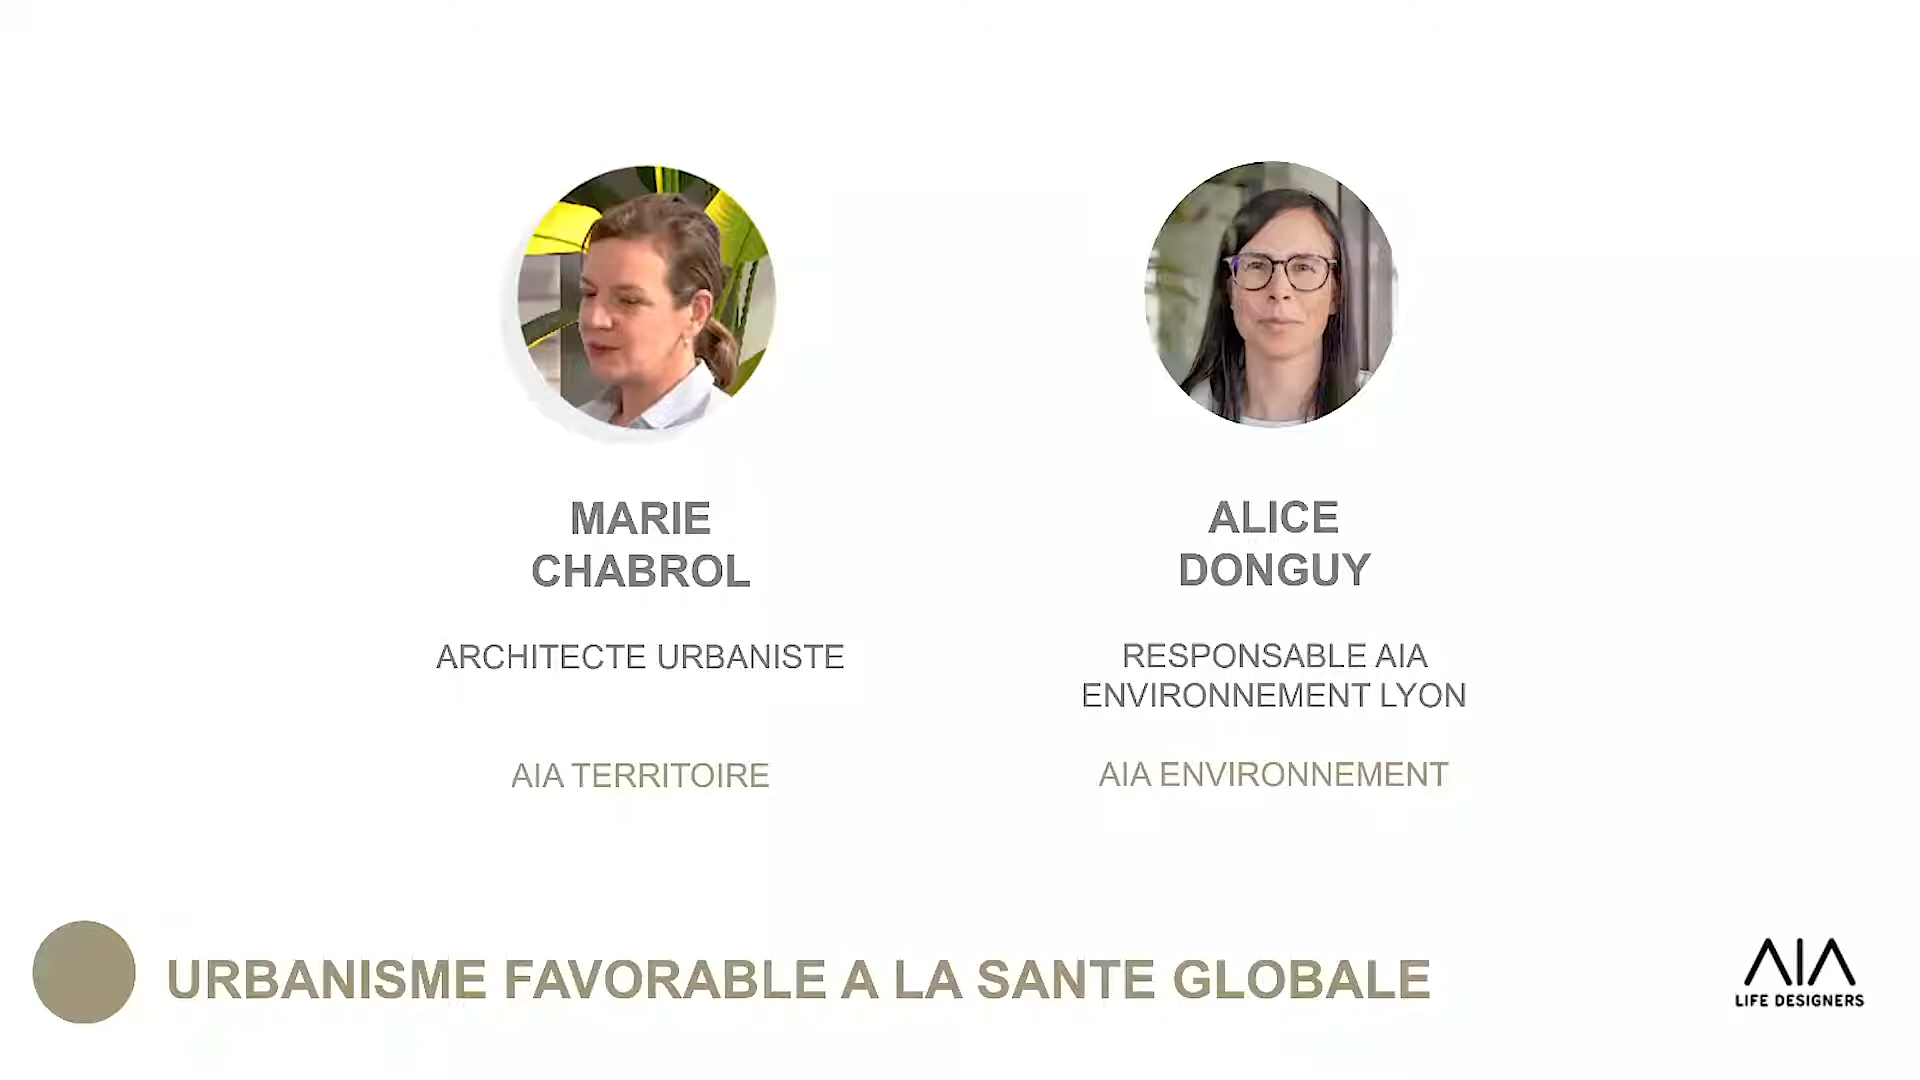 MARIE
CHABROL
ARCHITECTE URBANISTE
AIA TERRITOIRE
ALICE
DONGUY
RESPONSABLE AIA
ENVIRONNEMENT LYON
AIA ENVIRONNEMENT
URBANISME FAVORABLE A LA SANTE GLOBALE
AIA
LIFE DESIGNERS